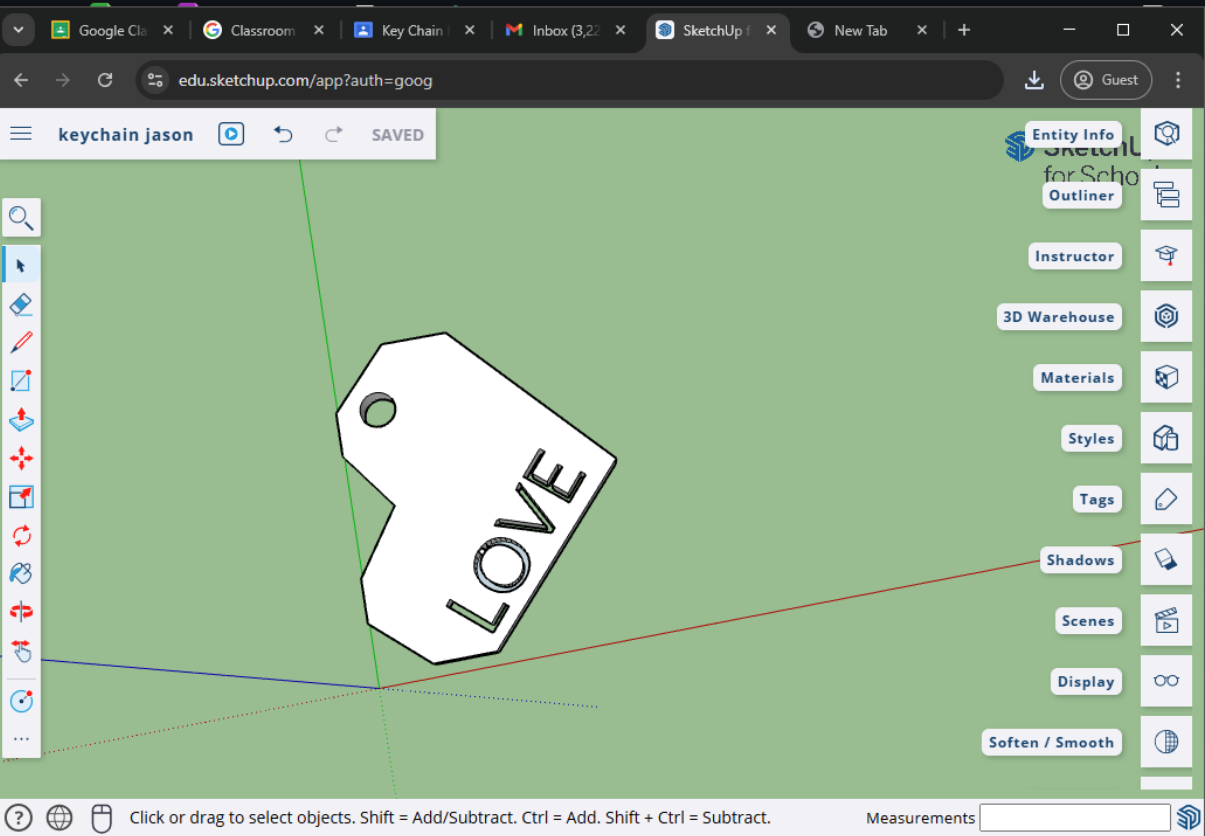 Google Cla
Classroom
Key Chain
Inbox (3,22
SketchUp f
New Tab
edu.sketchup.com/app?auth=goog
Guest
keychain jason
SAVED
Entity Info
SketchU
for Schoo
Outliner
Instructor
3D Warehouse
Materials
Styles
Tags
Shadows
Scenes
Display
Soften / Smooth
LOVE
Click or drag to select objects. Shift = Add/Subtract. Ctrl = Add. Shift + Ctrl = Subtract.
Measurements